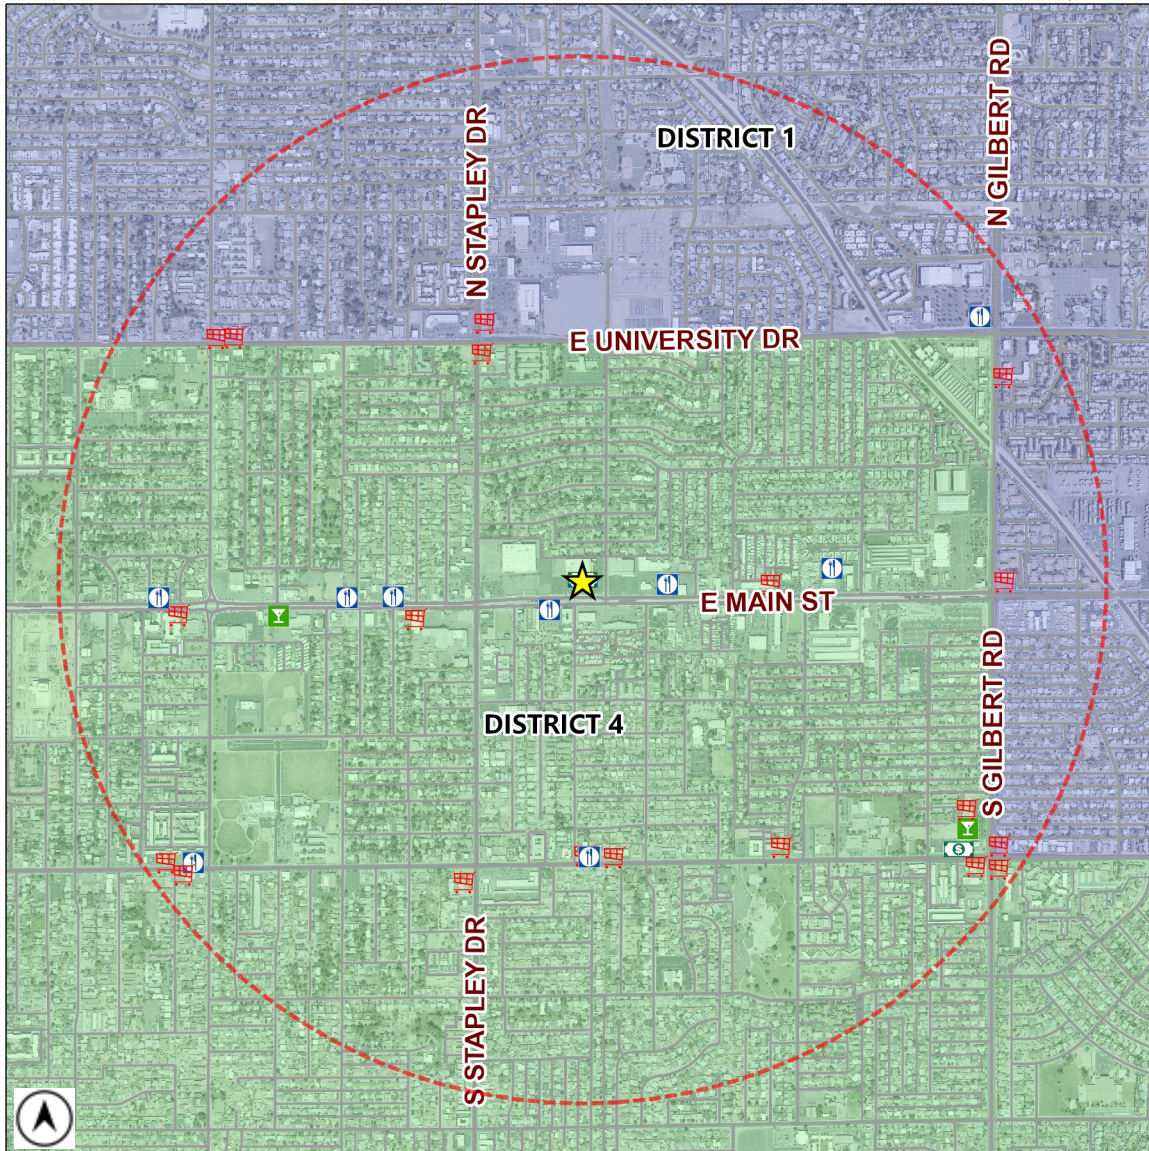 N GILBERT RD
DISTRICT 1
N STAPLEY DR
E UNIVERSITY DR
E MAIN ST
S GILBERT RD
DISTRICT 4
$
S STAPLEY DR